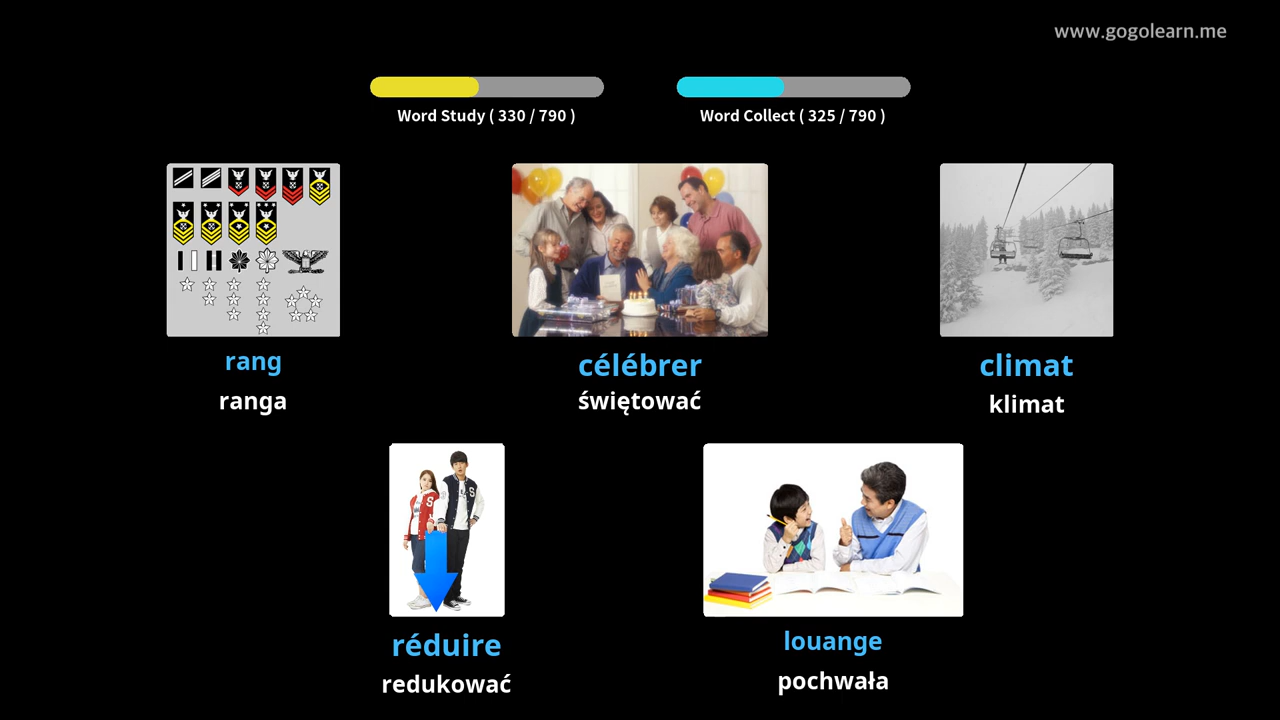 www.gogolearn.me
Word Study ( 330 / 790 )
Word Collect ( 325 / 790 )
rang
ranga
célébrer
świętować
climat
klimat
réduire
redukować
louange
pochwała